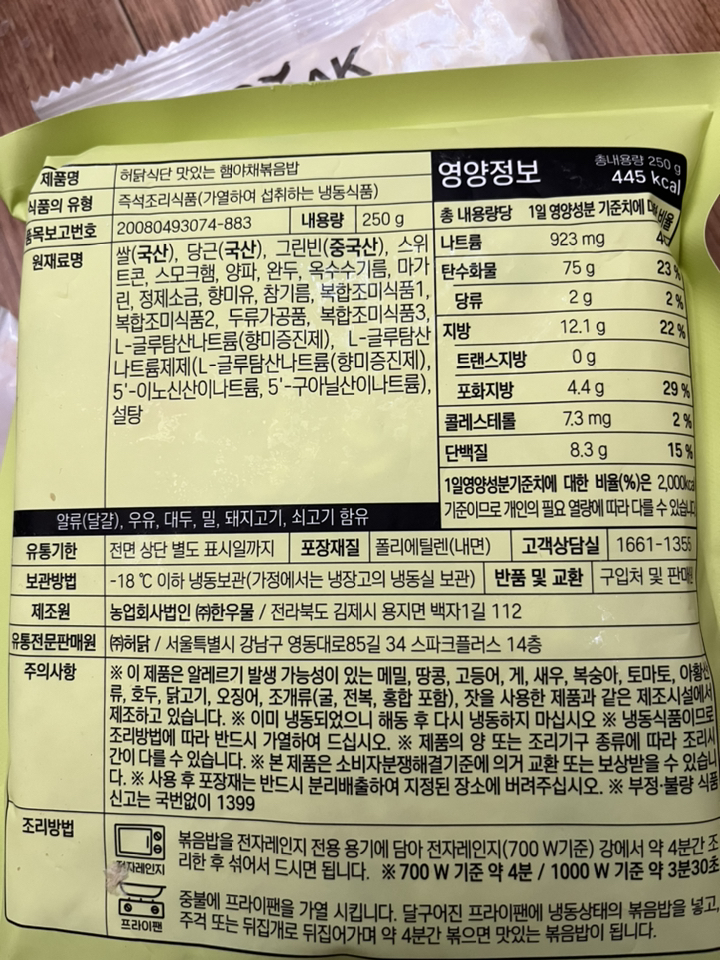 제품명 허닭식단 맛있는 햄야채볶음밥
식품의 유형 즉석조리식품(가열하여 섭취하는 냉동식품)
품목보고번호 20080493074-883 내용량 250 g
원재료명 쌀(국산), 당근(국산), 그린빈(중국산), 스위
트콘, 스모크햄, 양파, 완두, 옥수수기름, 마가
린, 정제소금, 향미유, 참기름, 복합조미식품1,
복합조미식품2, 두류가공품, 복합조미식품3,
L-글루탐산나트륨(향미증진제), L-글루탐산
나트륨제제(L-글루탐산나트륨(향미증진제),
5'-이노신산이나트륨, 5'-구아닐산이나트륨),
설탕
알류(달걀), 우유, 대두, 밀, 돼지고기, 쇠고기 함유
영양정보 총내용량 250 g
445 kcal
총 내용량당 1일 영양성분 기준치에 대한 비율
나트륨 923 mg
탄수화물 75 g 23 %
당류 2 g 2 %
지방 12.1 g 22 %
트랜스지방 0 g
포화지방 4.4 g 29 %
콜레스테롤 7.3 mg 2 %
단백질 8.3 g 15 %
1일영양성분기준치에 대한 비율(%)은 2,000kcal
기준이므로 개인의 필요 열량에 따라 다를 수 있습니
유통기한 전면 상단 별도 표시일까지 포장재질 폴리에틸렌(내면) 고객상담실 1661-1355
보관방법 -18 ℃ 이하 냉동보관(가정에서는 냉장고의 냉동실 보관) 반품 및 교환 구입처 및 판매원
제조원 농업회사법인 ㈜한우물 / 전라북도 김제시 용지면 백자1길 112
유통전문판매원 ㈜허닭 / 서울특별시 강남구 영동대로85길 34 스파크플러스 14층
주의사항 ※ 이 제품은 알레르기 발생 가능성이 있는 메밀, 땅콩, 고등어, 게, 새우, 복숭아, 토마토, 아황산
류, 호두, 닭고기, 오징어, 조개류(굴, 전복, 홍합 포함), 잣을 사용한 제품과 같은 제조시설에서
제조하고 있습니다. ※ 이미 냉동되었으니 해동 후 다시 냉동하지 마십시오 ※ 냉동식품이므로
조리방법에 따라 반드시 가열하여 드십시오. ※ 제품의 양 또는 조리기구 종류에 따라 조리시
간이 다를 수 있습니다. ※ 본 제품은 소비자분쟁해결기준에 의거 교환 또는 보상받을 수 있습니
다. ※ 사용 후 포장재는 반드시 분리배출하여 지정된 장소에 버려주십시오. ※ 부정·불량 식품
신고는 국번없이 1399
조리방법
전자레인지
볶음밥을 전자레인지 전용 용기에 담아 전자레인지(700 W기준) 강에서 약 4분간 조
리한 후 섞어서 드시면 됩니다. ※ 700 W 기준 약 4분 / 1000 W 기준 약 3분30초
프라이팬
중불에 프라이팬을 가열 시킵니다. 달구어진 프라이팬에 냉동상태의 볶음밥을 넣고,
주걱 또는 뒤집개로 뒤집어가며 약 4분간 볶으면 맛있는 볶음밥이 됩니다.